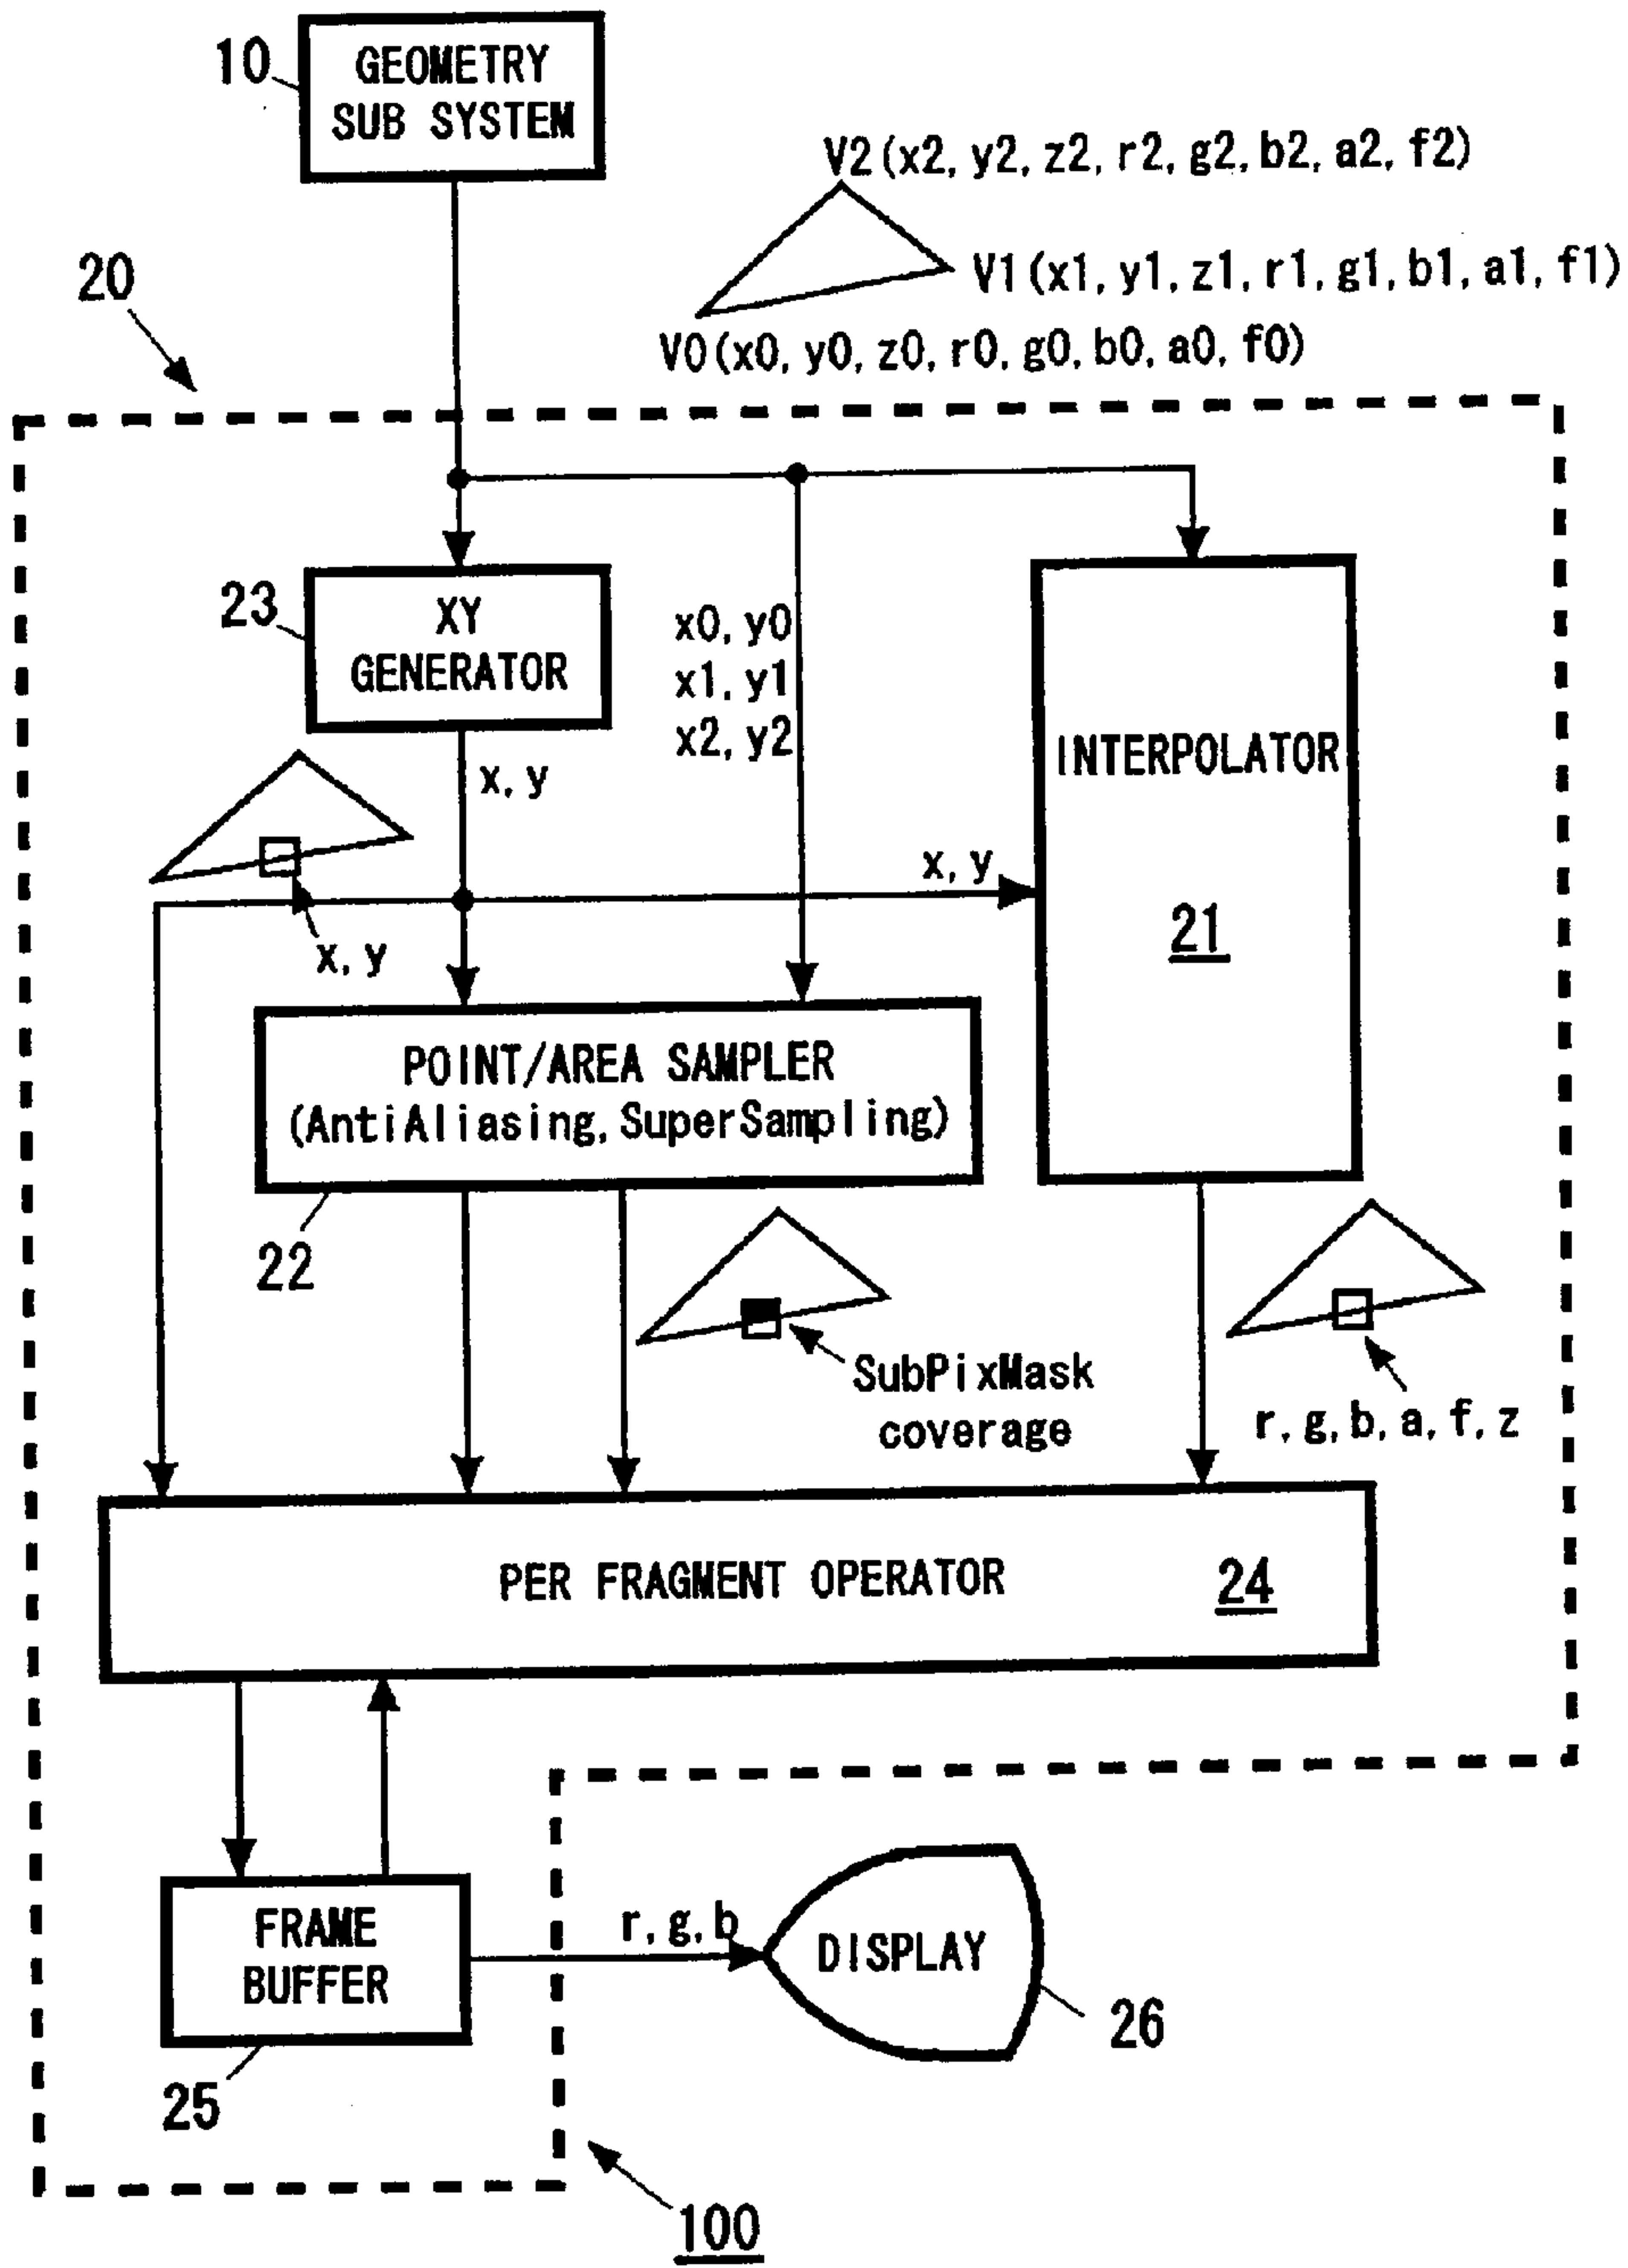 10
GEOMETRY
SUB SYSTEM
V2(x2, y2, z2, r2, g2, b2, a2, f2)
V1(x1, y1, z1, r1, g1, b1, a1, f1)
V0(x0, y0, z0, r0, g0, b0, a0, f0)
20
23
XY
GENERATOR
x0, y0
x1, y1
x2, y2
INTERPOLATOR
21
x, y
x, y
x, y
POINT/AREA SAMPLER
(AntiAliasing, SuperSampling)
22
SubPixMask
coverage
r, g, b, a, f, z
PER FRAGMENT OPERATOR
24
FRAME
BUFFER
25
r, g, b
DISPLAY
26
100